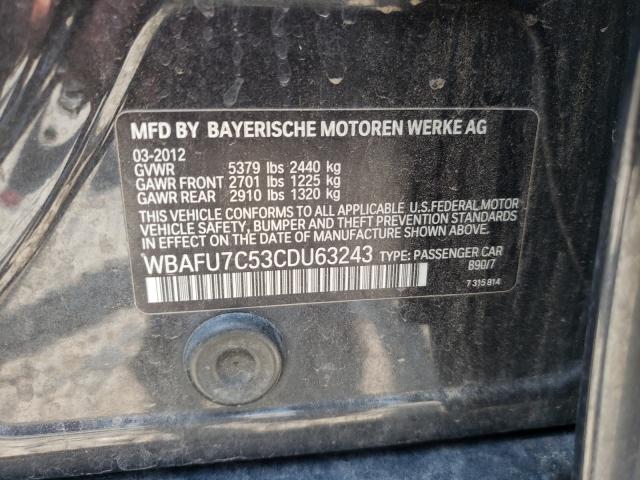 MFD BY BAYERISCHE MOTOREN WERKE AG
03-2012
GVWR 5379 lbs 2440 kg
GAWR FRONT 2701 lbs 1225 kg
GAWR REAR 2910 lbs 1320 kg
THIS VEHICLE CONFORMS TO ALL APPLICABLE U.S.FEDERAL MOTOR
VEHICLE SAFETY, BUMPER AND THEFT PREVENTION STANDARDS
IN EFFECT ON THE DATE OF MANUFACTURE SHOWN ABOVE.
WBAFU7C53CDU63243 TYPE: PASSENGER CAR
B90/7
7 315 814